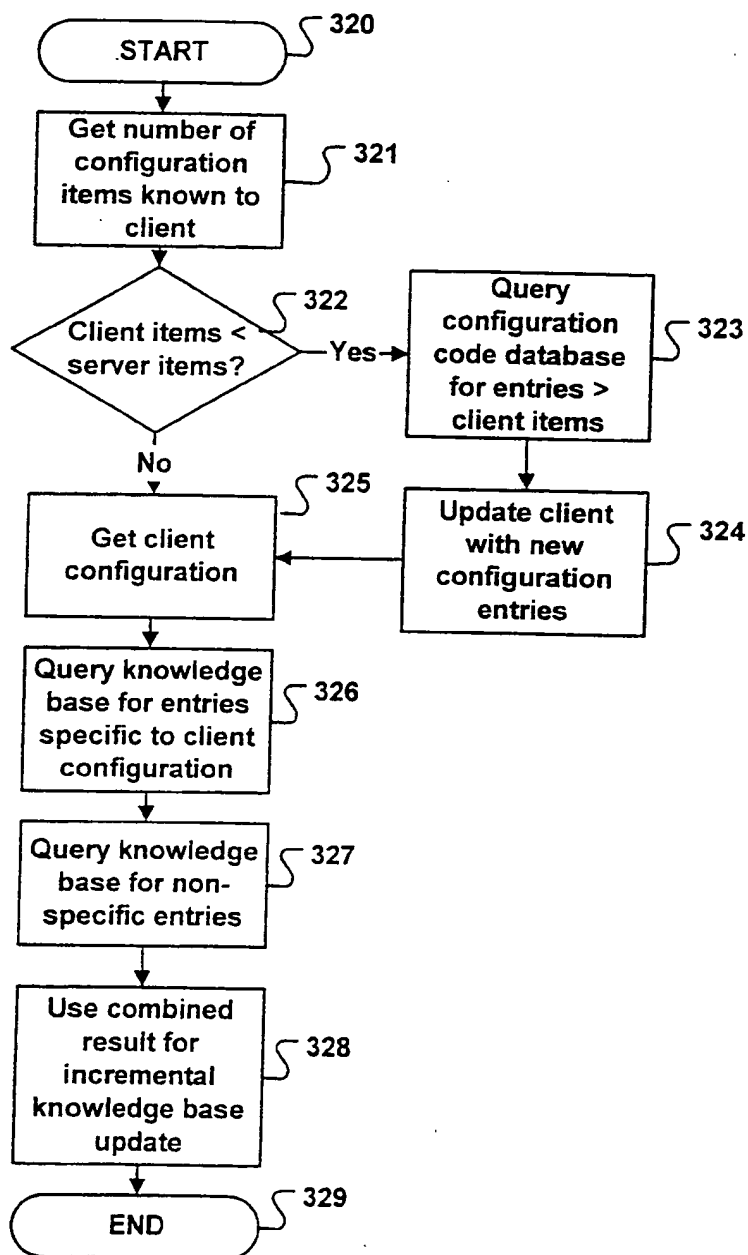 .START
320
Get number of
configuration
items known to
client
321
Client items <
server items?
322
Yes
Query
configuration
code database
for entries >
client items
323
No
Update client
with new
configuration
entries
324
Get client
configuration
325
Query knowledge
base for entries
specific to client
configuration
326
Query knowledge
base for non-
specific entries
327
Use combined
result for
incremental
knowledge base
update
328
END
329